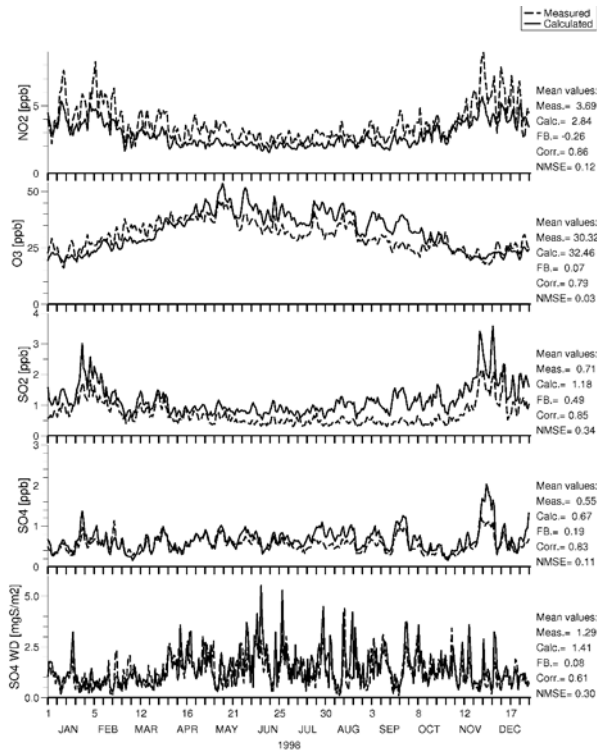 Measured
Calculated
NO2 [ppb]
5
0
Mean values:
Meas.= 3.69
Calc.= 2.84
FB.= -0.26
Corr.= 0.86
NMSE= 0.12
O3 [ppb]
50
25
0
Mean values:
Meas.= 30.32
Calc.= 32.46
FB.= 0.07
Corr.= 0.79
NMSE= 0.03
SO2 [ppb]
4
3
2
1
0
Mean values:
Meas.= 0.71
Calc.= 1.18
FB.= 0.49
Corr.= 0.85
NMSE= 0.34
SO4 [ppb]
3
2
1
0
Mean values:
Meas.= 0.55
Calc.= 0.67
FB.= 0.19
Corr.= 0.83
NMSE= 0.11
SO4 WD [mgS/m2]
5.0
2.5
0.0
Mean values:
Meas.= 1.29
Calc.= 1.41
FB.= 0.08
Corr.= 0.61
NMSE= 0.30
1 5 12 16 21 25 30 3 8 12 17
JAN FEB MAR APR MAY JUN JUL AUG SEP OCT NOV DEC
1998